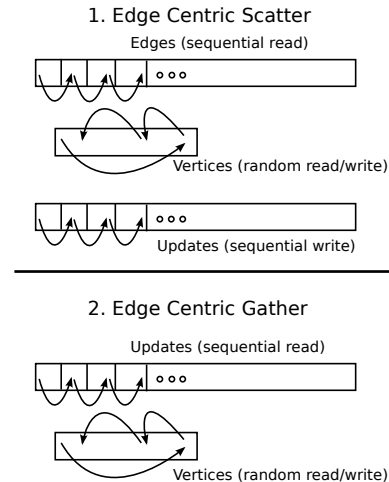 1. Edge Centric Scatter
Edges (sequential read)
Vertices (random read/write)
Updates (sequential write)
2. Edge Centric Gather
Updates (sequential read)
Vertices (random read/write)